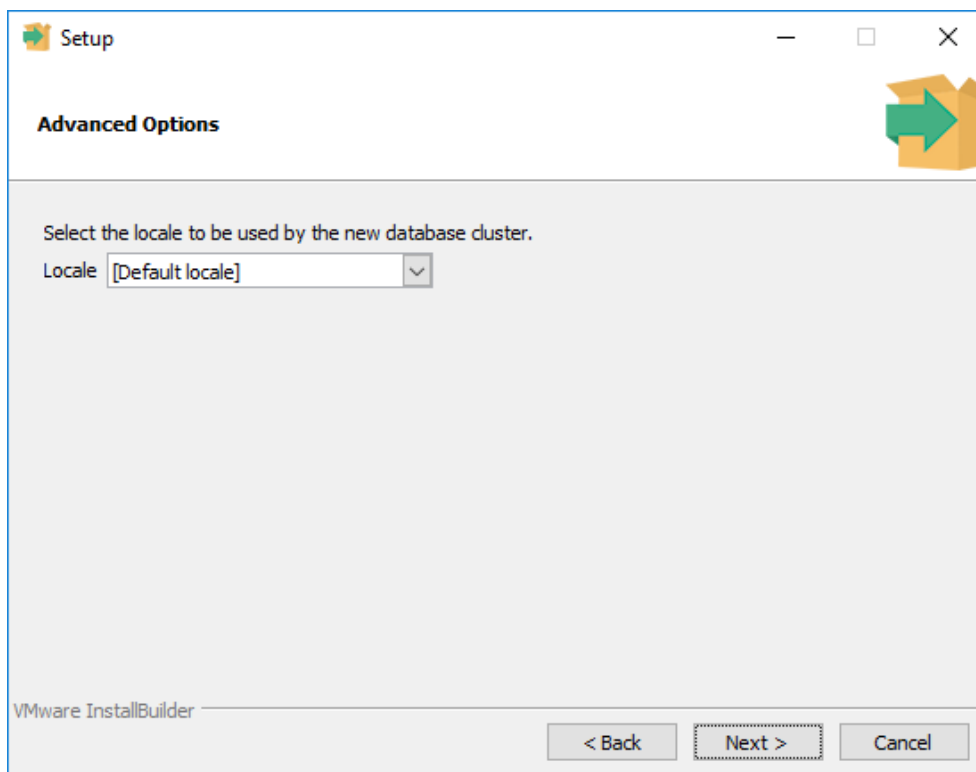 Setup
Advanced Options
Select the locale to be used by the new database cluster.
Locale [Default locale]
VMware InstallBuilder
< Back Next > Cancel